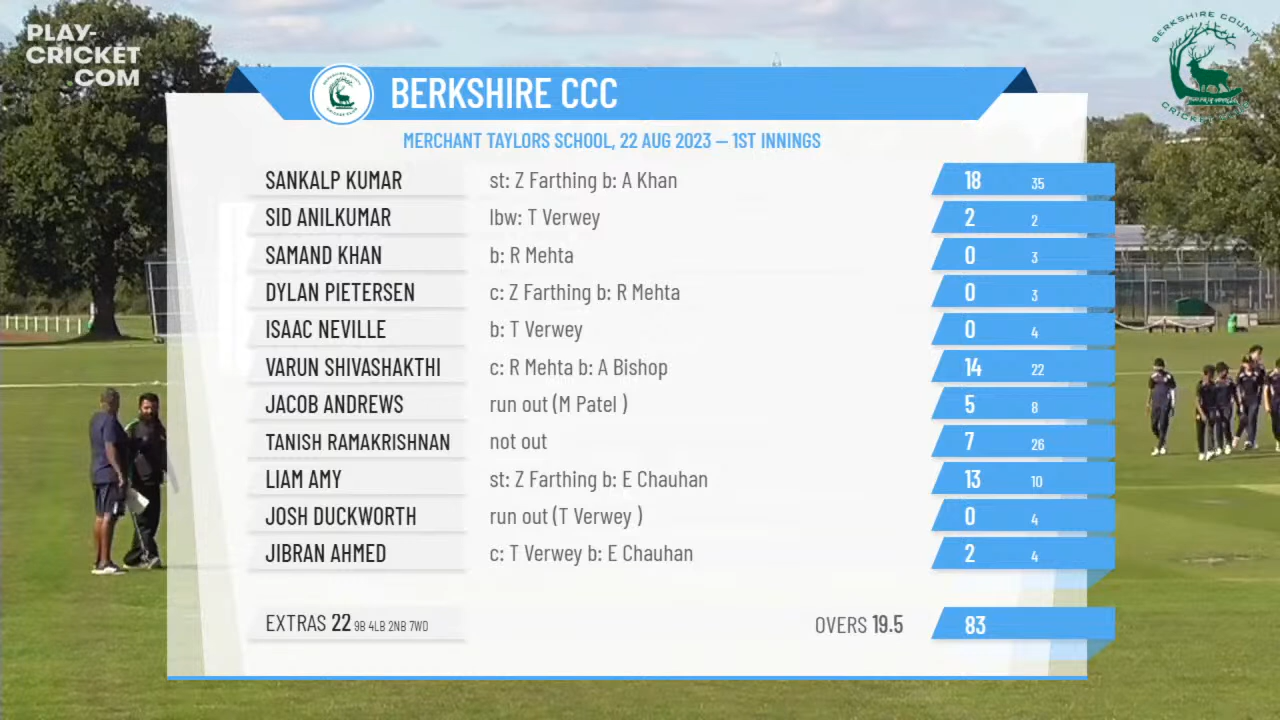 PLAY-
CRICKET
.COM
BERKSHIRE COUNTY
CRICKET
BERKSHIRE CCC
MERCHANT TAYLORS SCHOOL, 22 AUG 2023 – 1ST INNINGS
SANKALP KUMAR st: Z Farthing b: A Khan 18 35
SID ANILKUMAR lbw: T Verwey 2 2
SAMAND KHAN b: R Mehta 0 3
DYLAN PIETERSEN c: Z Farthing b: R Mehta 0 3
ISAAC NEVILLE b: T Verwey 0 4
VARUN SHIVASHAKTHI c: R Mehta b: A Bishop 14 22
JACOB ANDREWS run out (M Patel ) 5 8
TANISH RAMAKRISHNAN not out 7 26
LIAM AMY st: Z Farthing b: E Chauhan 13 10
JOSH DUCKWORTH run out (T Verwey ) 0 4
JIBRAN AHMED c: T Verwey b: E Chauhan 2 4
EXTRAS 22 9B 4LB 2NB 7WD OVERS 19.5 83